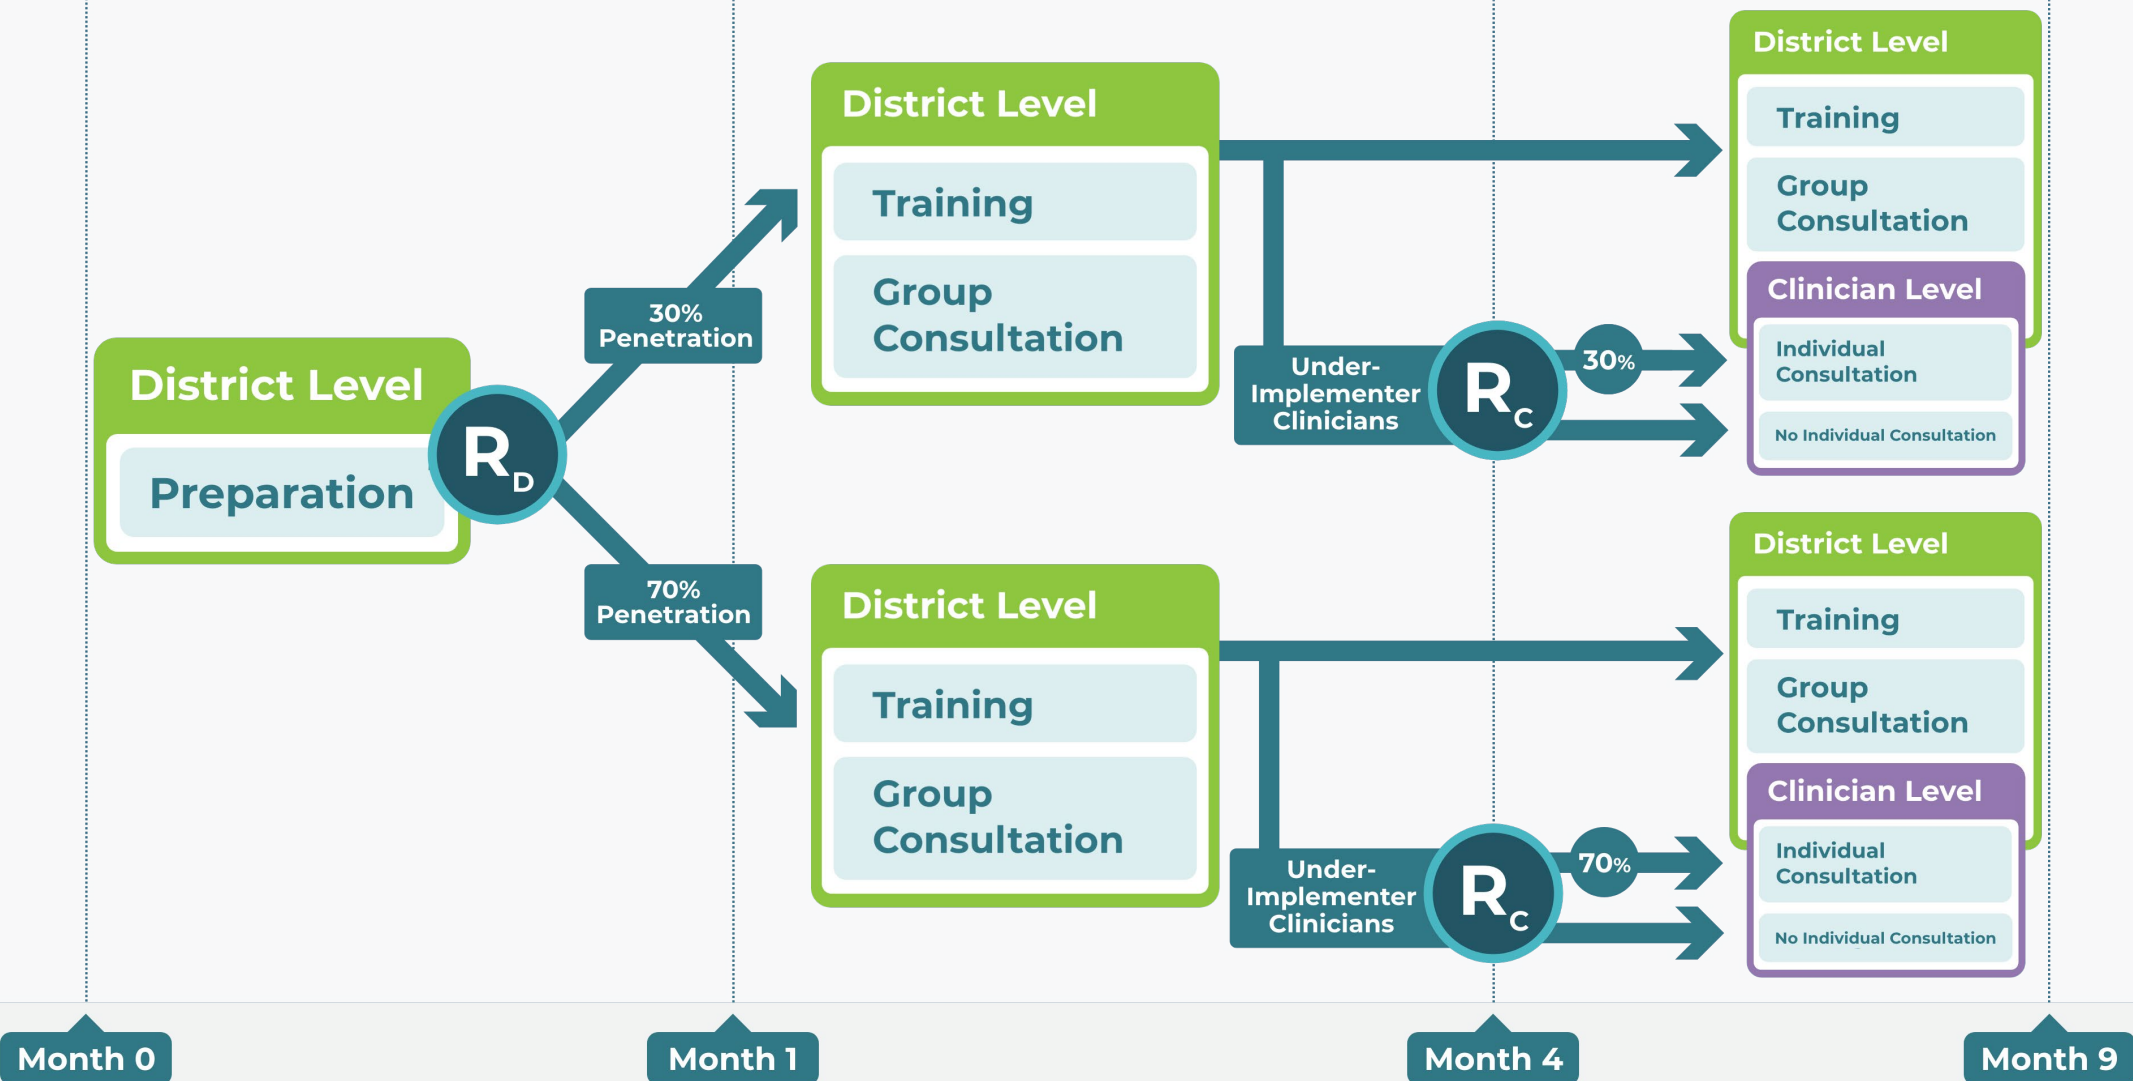 District Level
Preparation
R
D
30%
Penetration
70%
Penetration
District Level
Training
Group
Consultation
District Level
Training
Group
Consultation
Under-
Implementer
Clinicians
R
C
30%
District Level
Training
Group
Consultation
Clinician Level
Individual
Consultation
No Individual Consultation
Under-
Implementer
Clinicians
R
C
70%
District Level
Training
Group
Consultation
Clinician Level
Individual
Consultation
No Individual Consultation
Month 0
Month 1
Month 4
Month 9